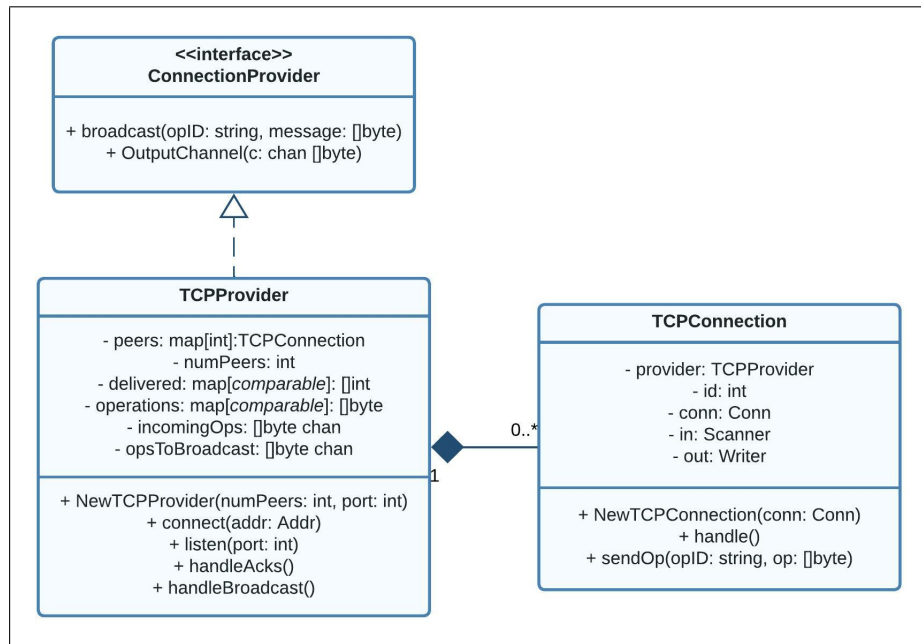 <<interface>>
ConnectionProvider
+ broadcast(opID: string, message: []byte)
+ OutputChannel(c: chan []byte)
TCPProvider
- peers: map[int]:TCPConnection
- numPeers: int
- delivered: map[comparable]: []int
- operations: map[comparable]: []byte
- incomingOps: []byte chan
- opsToBroadcast: []byte chan
+ NewTCPProvider(numPeers: int, port: int)
+ connect(addr: Addr)
+ listen(port: int)
+ handleAcks()
+ handleBroadcast()
1
0..*
TCPConnection
- provider: TCPProvider
- id: int
- conn: Conn
- in: Scanner
- out: Writer
+ NewTCPConnection(conn: Conn)
+ handle()
+ sendOp(opID: string, op: []byte)